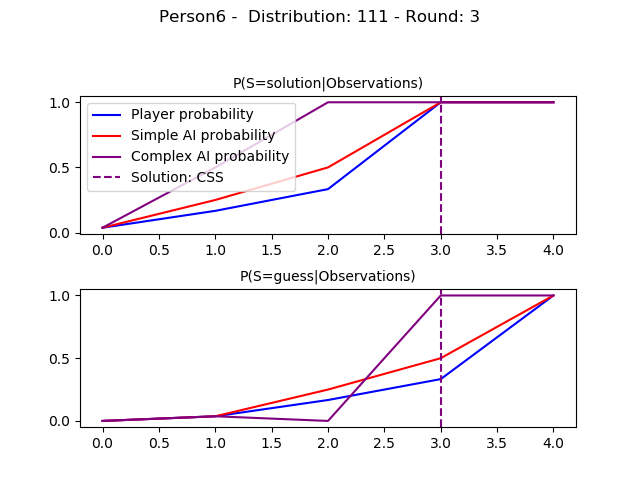 Person6 -  Distribution: 111 - Round: 3
P(S=solution|Observations)
1.0
0.5
0.0
Player probability
Simple AI probability
Complex AI probability
Solution: CSS
0.0 0.5 1.0 1.5 2.0 2.5 3.0 3.5 4.0
P(S=guess|Observations)
1.0
0.5
0.0
0.0 0.5 1.0 1.5 2.0 2.5 3.0 3.5 4.0